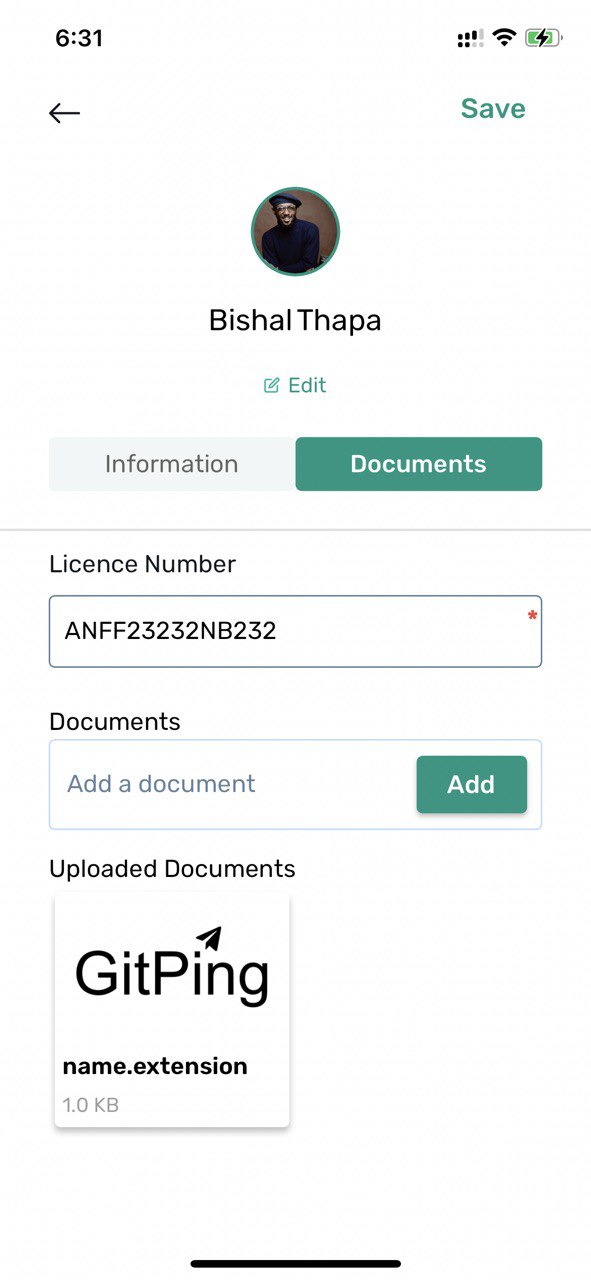 6:31
Save
Bishal Thapa
Edit
Information Documents
Licence Number
ANFF23232NB232 *
Documents
Add a document Add
Uploaded Documents
GitPing
name.extension
1.0 KB